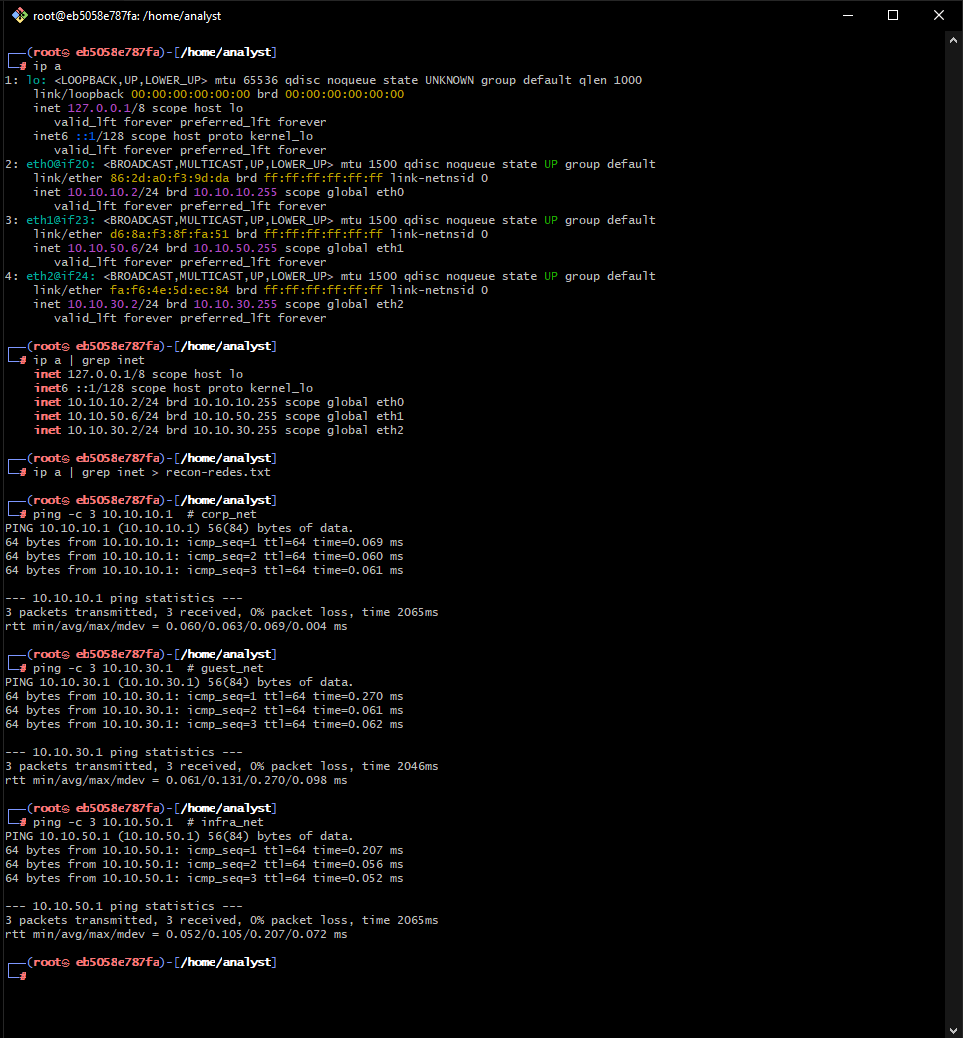 root@eb5058e787fa: /home/analyst
┌──(root㉿ eb5058e787fa)-[/home/analyst]
└─# ip a
1: lo: <LOOPBACK,UP,LOWER_UP> mtu 65536 qdisc noqueue state UNKNOWN group default qlen 1000
    link/loopback 00:00:00:00:00:00 brd 00:00:00:00:00:00
    inet 127.0.0.1/8 scope host lo
       valid_lft forever preferred_lft forever
    inet6 ::1/128 scope host proto kernel_lo
       valid_lft forever preferred_lft forever
2: eth0@if20: <BROADCAST,MULTICAST,UP,LOWER_UP> mtu 1500 qdisc noqueue state UP group default
    link/ether 86:2d:a0:f3:9d:da brd ff:ff:ff:ff:ff:ff link-netnsid 0
    inet 10.10.10.2/24 brd 10.10.10.255 scope global eth0
       valid_lft forever preferred_lft forever
3: eth1@if23: <BROADCAST,MULTICAST,UP,LOWER_UP> mtu 1500 qdisc noqueue state UP group default
    link/ether d6:8a:f3:8f:fa:51 brd ff:ff:ff:ff:ff:ff link-netnsid 0
    inet 10.10.50.6/24 brd 10.10.50.255 scope global eth1
       valid_lft forever preferred_lft forever
4: eth2@if24: <BROADCAST,MULTICAST,UP,LOWER_UP> mtu 1500 qdisc noqueue state UP group default
    link/ether fa:f6:4e:5d:ec:84 brd ff:ff:ff:ff:ff:ff link-netnsid 0
    inet 10.10.30.2/24 brd 10.10.30.255 scope global eth2
       valid_lft forever preferred_lft forever
┌──(root㉿ eb5058e787fa)-[/home/analyst]
└─# ip a | grep inet
    inet 127.0.0.1/8 scope host lo
    inet6 ::1/128 scope host proto kernel_lo
    inet 10.10.10.2/24 brd 10.10.10.255 scope global eth0
    inet 10.10.50.6/24 brd 10.10.50.255 scope global eth1
    inet 10.10.30.2/24 brd 10.10.30.255 scope global eth2
┌──(root㉿ eb5058e787fa)-[/home/analyst]
└─# ip a | grep inet > recon-redes.txt
┌──(root㉿ eb5058e787fa)-[/home/analyst]
└─# ping -c 3 10.10.10.1  # corp_net
PING 10.10.10.1 (10.10.10.1) 56(84) bytes of data.
64 bytes from 10.10.10.1: icmp_seq=1 ttl=64 time=0.069 ms
64 bytes from 10.10.10.1: icmp_seq=2 ttl=64 time=0.060 ms
64 bytes from 10.10.10.1: icmp_seq=3 ttl=64 time=0.061 ms
--- 10.10.10.1 ping statistics ---
3 packets transmitted, 3 received, 0% packet loss, time 2065ms
rtt min/avg/max/mdev = 0.060/0.063/0.069/0.004 ms
┌──(root㉿ eb5058e787fa)-[/home/analyst]
└─# ping -c 3 10.10.30.1  # guest_net
PING 10.10.30.1 (10.10.30.1) 56(84) bytes of data.
64 bytes from 10.10.30.1: icmp_seq=1 ttl=64 time=0.270 ms
64 bytes from 10.10.30.1: icmp_seq=2 ttl=64 time=0.061 ms
64 bytes from 10.10.30.1: icmp_seq=3 ttl=64 time=0.062 ms
--- 10.10.30.1 ping statistics ---
3 packets transmitted, 3 received, 0% packet loss, time 2046ms
rtt min/avg/max/mdev = 0.061/0.131/0.270/0.098 ms
┌──(root㉿ eb5058e787fa)-[/home/analyst]
└─# ping -c 3 10.10.50.1  # infra_net
PING 10.10.50.1 (10.10.50.1) 56(84) bytes of data.
64 bytes from 10.10.50.1: icmp_seq=1 ttl=64 time=0.207 ms
64 bytes from 10.10.50.1: icmp_seq=2 ttl=64 time=0.056 ms
64 bytes from 10.10.50.1: icmp_seq=3 ttl=64 time=0.052 ms
--- 10.10.50.1 ping statistics ---
3 packets transmitted, 3 received, 0% packet loss, time 2065ms
rtt min/avg/max/mdev = 0.052/0.105/0.207/0.072 ms
┌──(root㉿ eb5058e787fa)-[/home/analyst]
└─#